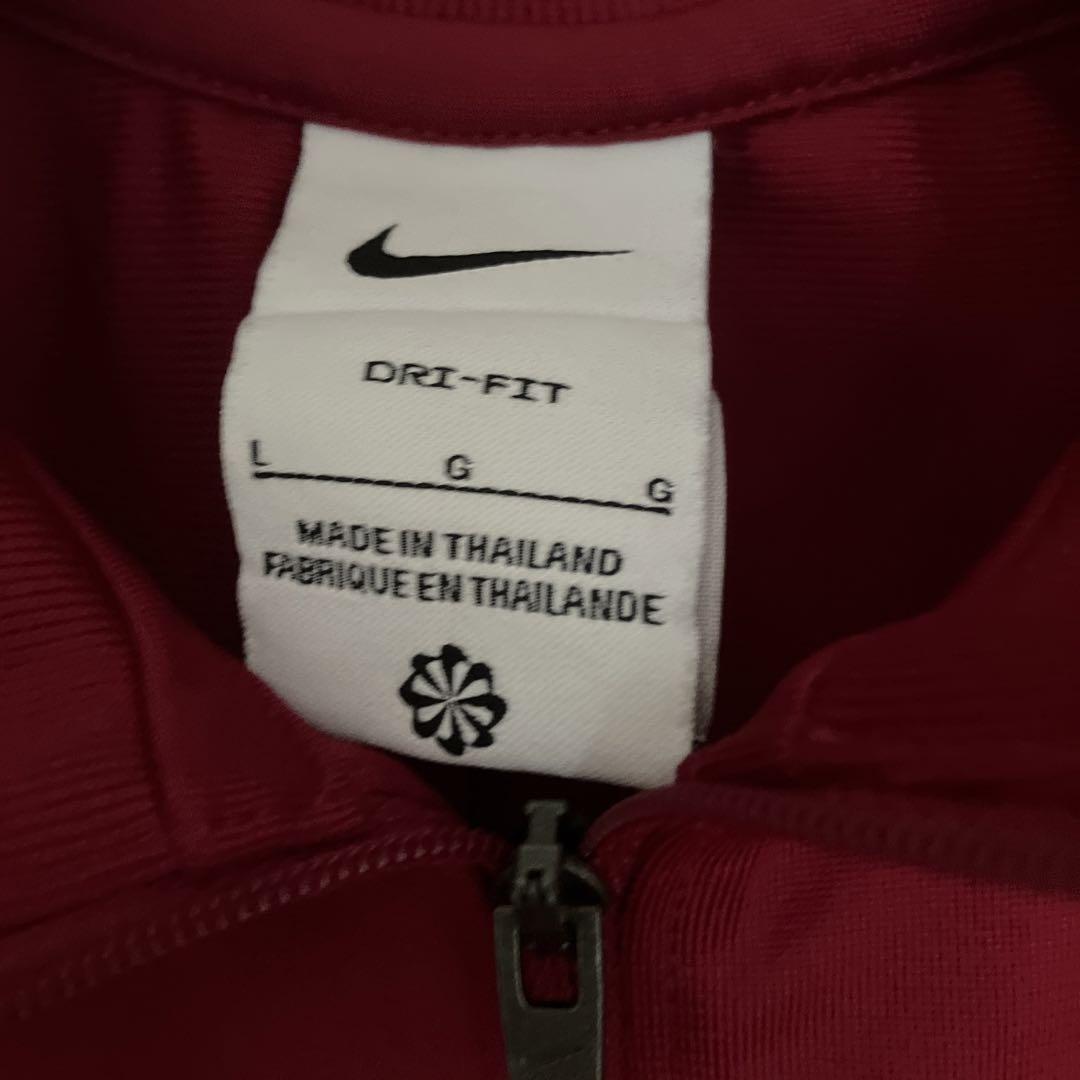 DRI-FIT
L G G
MADE IN THAILAND
FABRIQUE EN THAILANDE